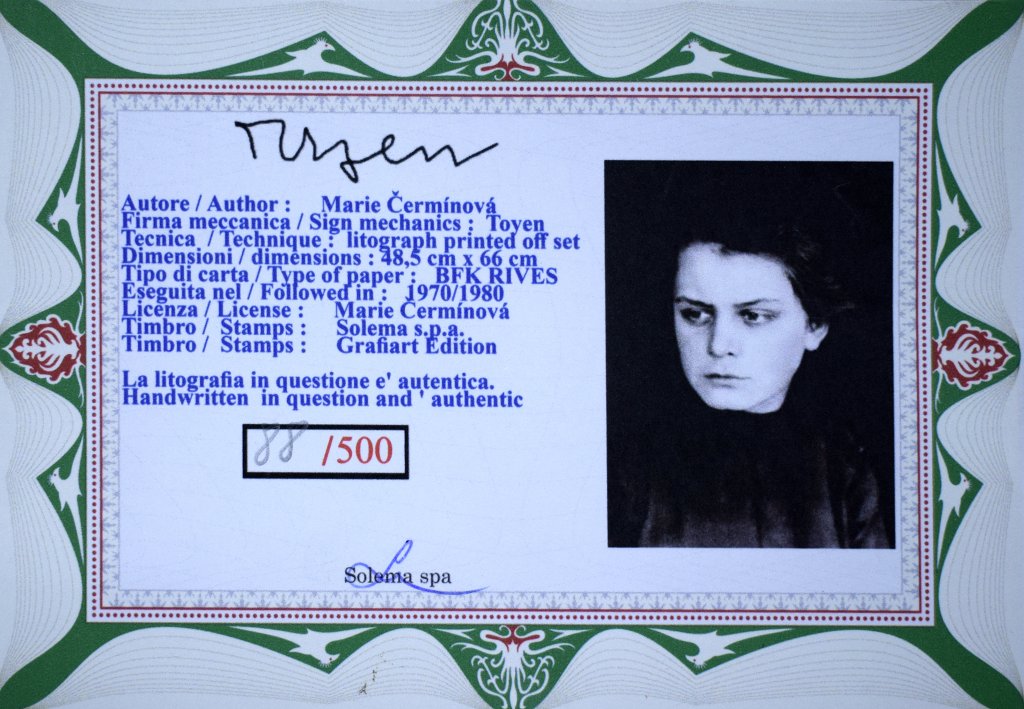 Toyen
Autore / Author : Marie Čermínová
Firma meccanica / Sign mechanics : Toyen
Tecnica / Technique : litograph printed off set
Dimensioni / dimensions : 48,5 cm x 66 cm
Tipo di carta / Type of paper : BFK RIVES
Eseguita nel / Followed in : 1970/1980
Licenza / License : Marie Čermínová
Timbro / Stamps : Solema s.p.a.
Timbro / Stamps : Grafiart Edition
La litografia in questione e' autentica.
Handwritten in question and ' authentic
88 /500
Solema spa